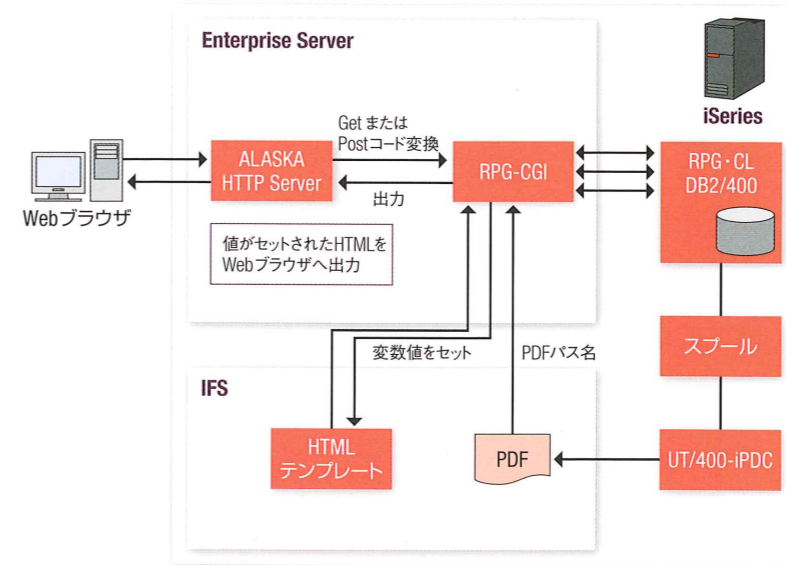 Enterprise Server
iSeries
Get または
Postコード変換
ALASKA
HTTP Server
RPG-CGI
RPG・CL
DB2/400
出力
Webブラウザ
値がセットされたHTMLを
Webブラウザへ出力
変数値をセット
PDFパス名
スプール
IFS
HTML
テンプレート
PDF
UT/400-iPDC